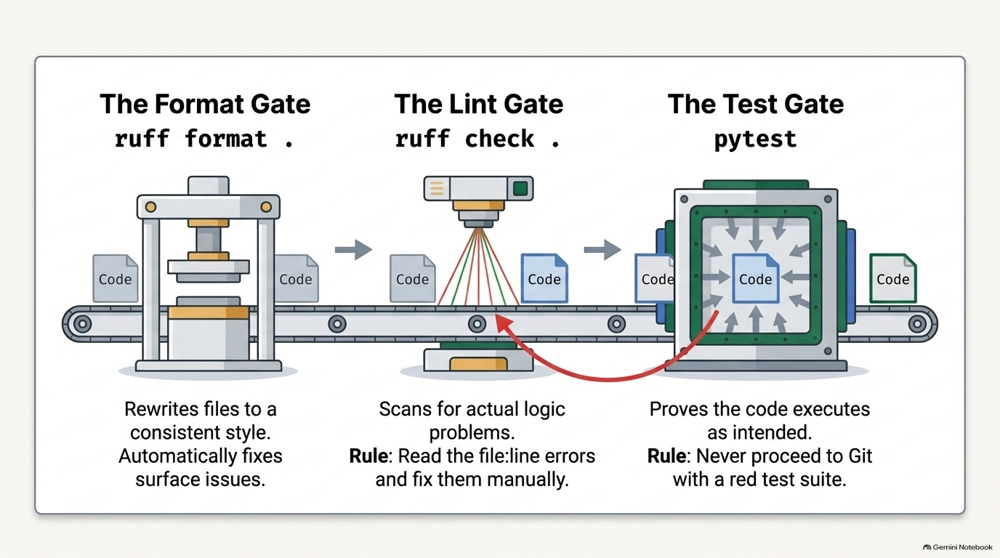 The Format Gate
ruff format .
The Lint Gate
ruff check .
The Test Gate
pytest
Code
Code
Code
Code
Code
Code
Code
Rewrites files to a
consistent style.
Automatically fixes
surface issues.
Scans for actual logic
problems.
Rule: Read the file:line errors
and fix them manually.
Proves the code executes
as intended.
Rule: Never proceed to Git
with a red test suite.
Gemini Notebook